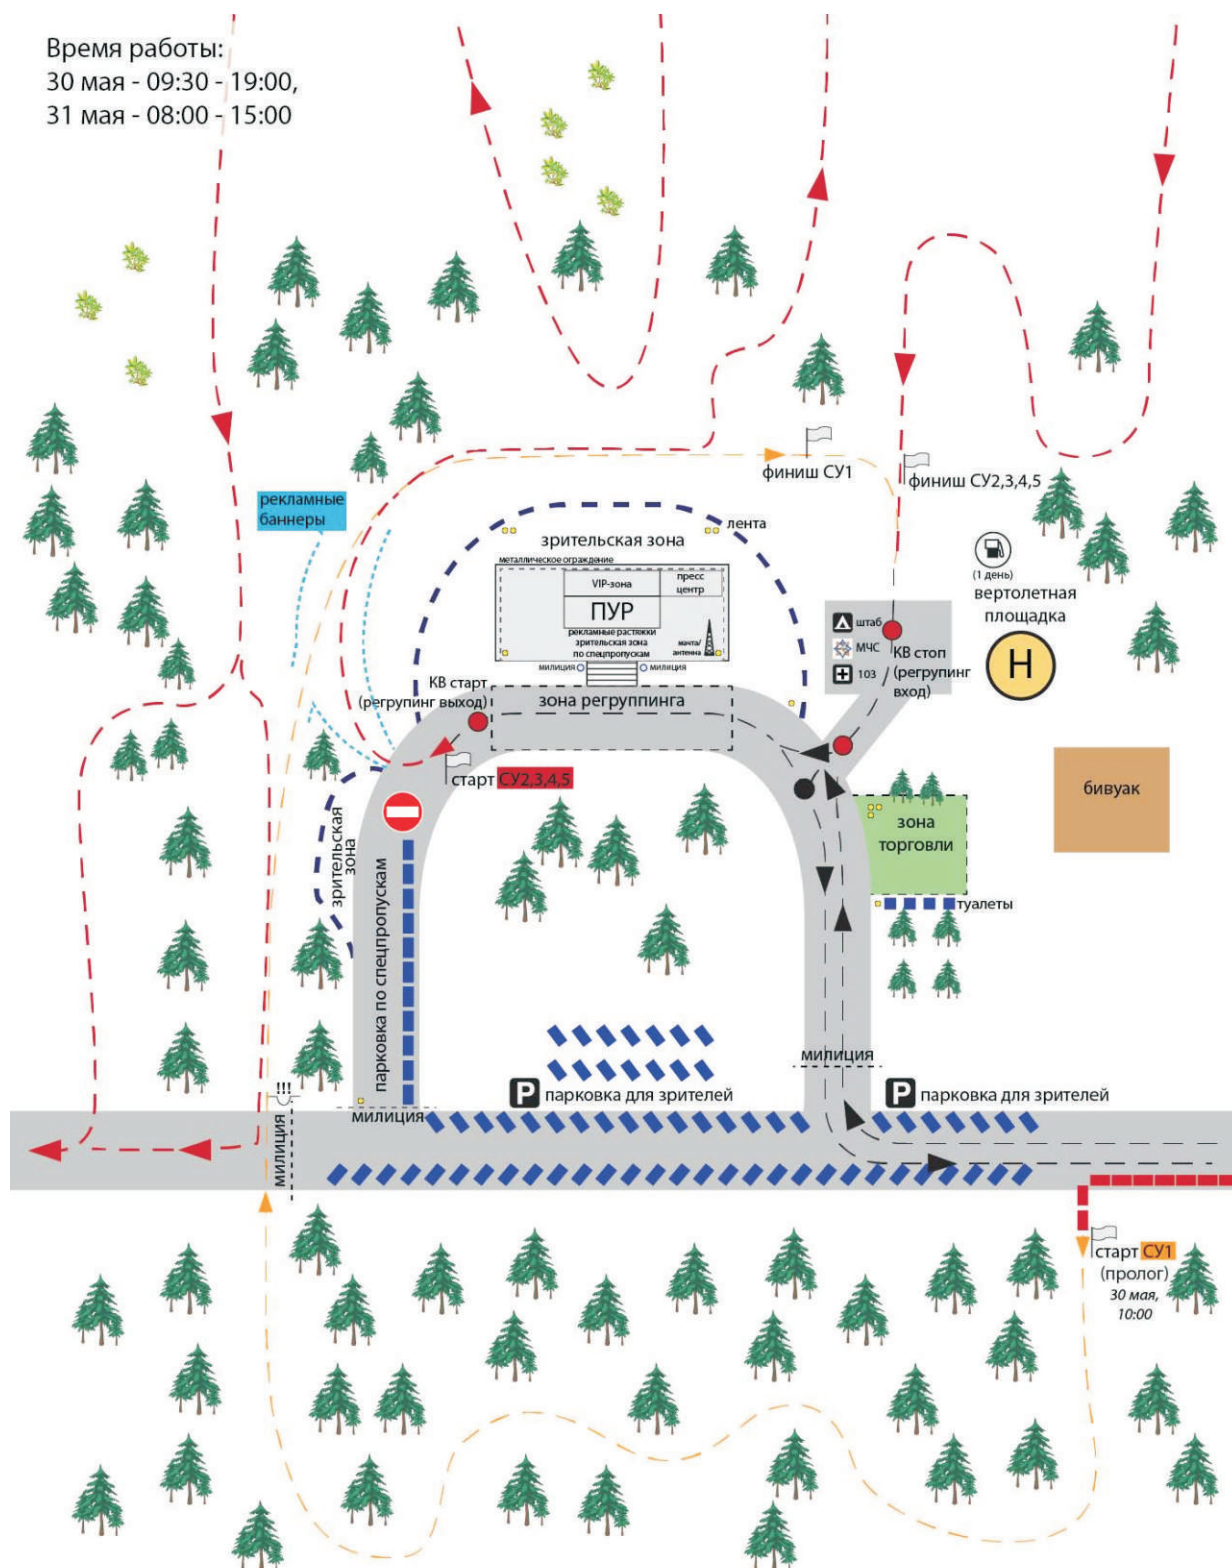 Время работы:
30 мая - 09:30 - 19:00,
31 мая - 08:00 - 15:00
финиш СУ1
финиш СУ2,3,4,5
рекламные
баннеры
лента
зрительская зона
металлическое ограждение
VIP-зона
пресс
центр
ПУР
рекламные растяжки
зрительская зона
по спецпропускам
мачта/
антенна
милиция
милиция
(1 день)
вертолетная
площадка
H
штаб
МЧС
103
КВ стоп
(регрупинг
вход)
КВ старт
(регрупинг выход)
зона регруппинга
старт СУ2,3,4,5
зрительская
зона
парковка по спецпропускам
зона
торговли
бивуак
туалеты
милиция
P парковка для зрителей
P парковка для зрителей
!!!
милиция
милиция
старт СУ1
(пролог)
30 мая,
10:00